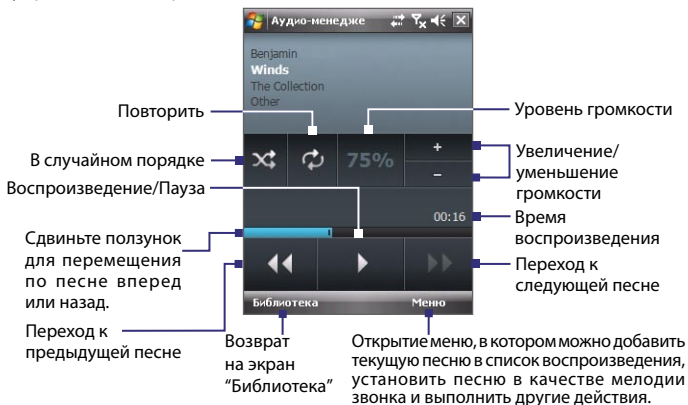 Аудио-менедже
Benjamin
Winds
The Collection
Other
Повторить
Уровень громкости
75%
+
−
В случайном порядке
Увеличение/
уменьшение
громкости
Воспроизведение/Пауза
00:16
Время
воспроизведения
Сдвиньте ползунок
для перемещения
по песне вперед
или назад.
Переход к
следующей песне
Библиотека
Меню
Переход к
предыдущей песне
Возврат
на экран
"Библиотека"
Открытие меню, в котором можно добавить
текущую песню в список воспроизведения,
установить песню в качестве мелодии
звонка и выполнить другие действия.